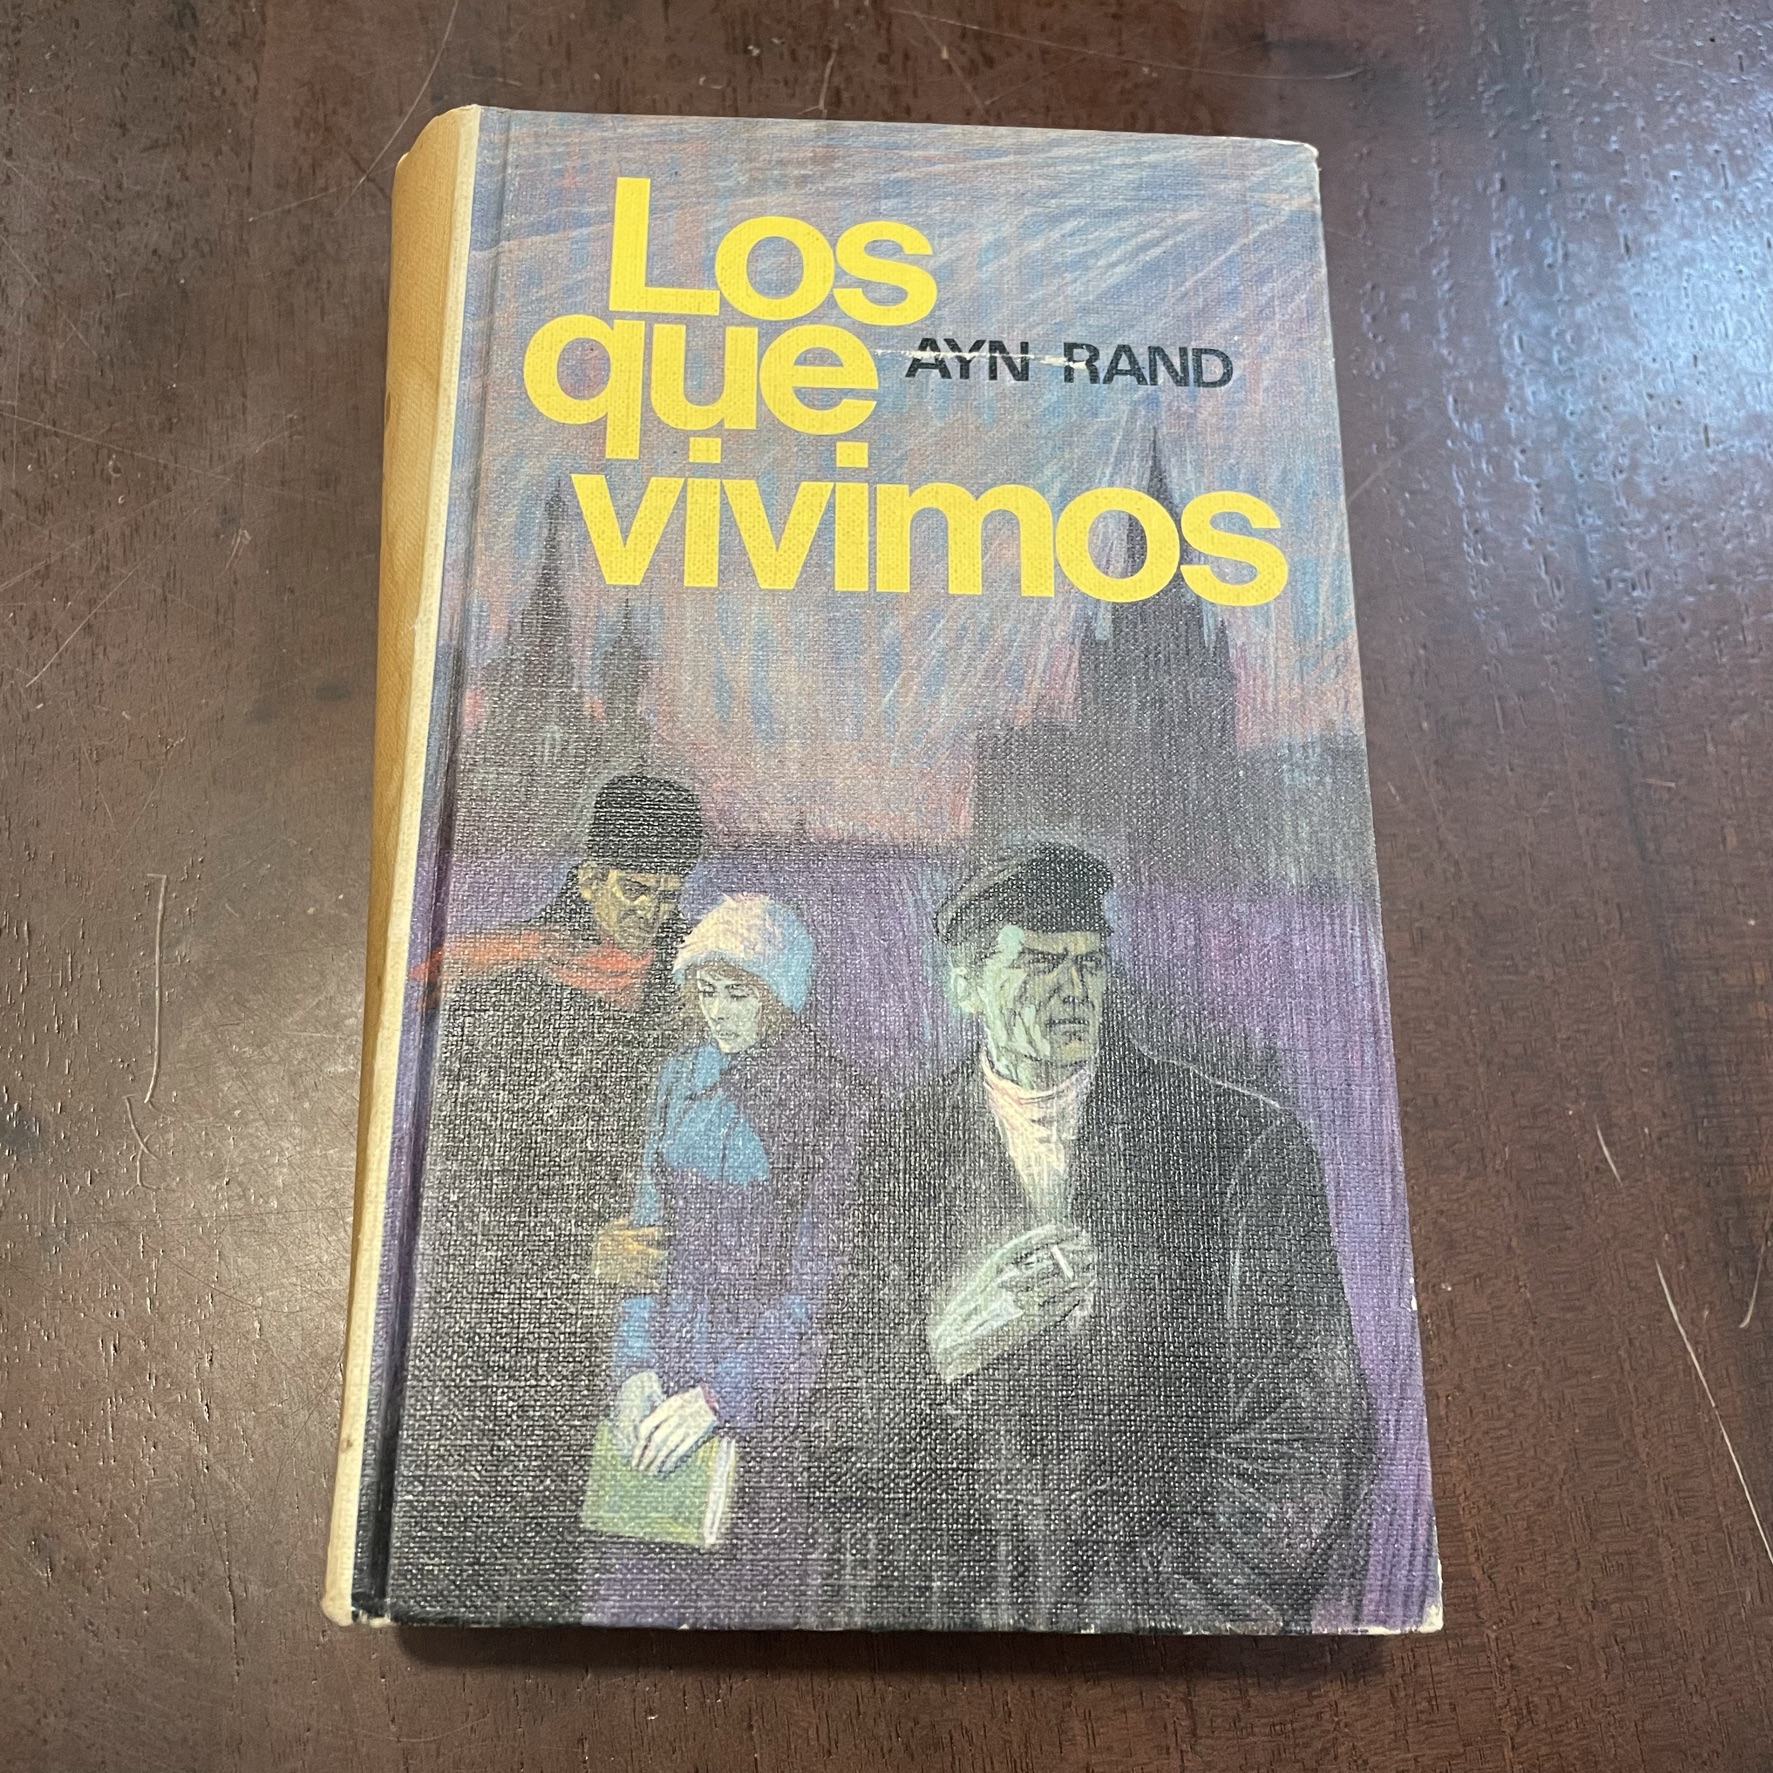 Los
que
AYN RAND
vivimos